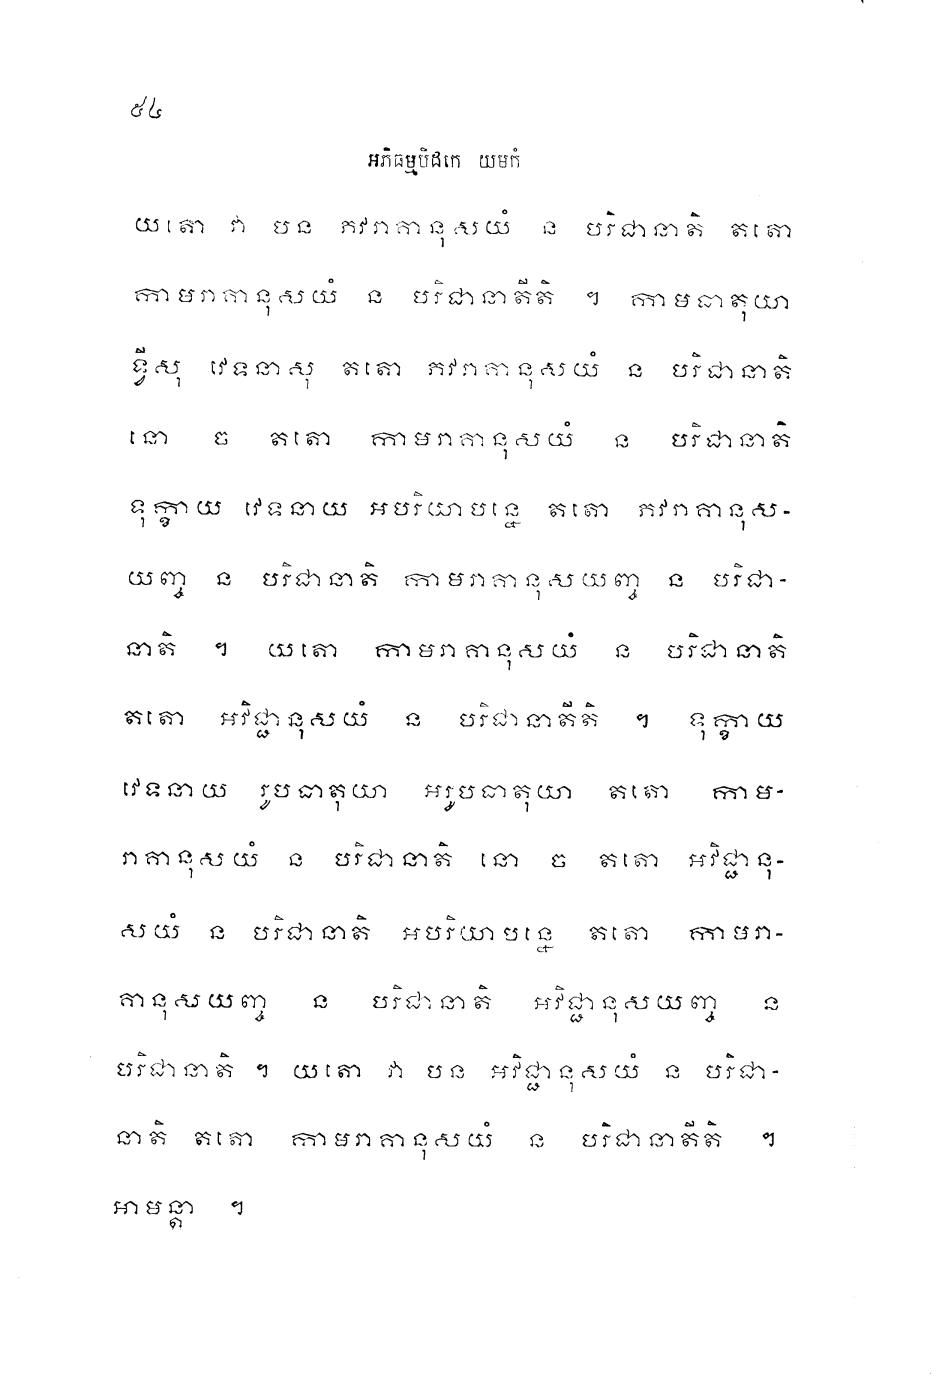 ៥៤
អភិធម្មបិដកេ យមកំ
យតោ វា បន ភវរាគានុសយំ ន បរិជានាតិ តតោ
កាមរាគានុសយំ ន បរិជានាតីតិ ។ កាមធាតុយា
ទ្វីសុ វេទនាសុ តតោ ភវរាគានុសយំ ន បរិជានាតិ
នោ ច តតោ កាមរាគានុសយំ ន បរិជានាតិ
ទុក្ខាយ វេទនាយ អបរិយាបន្នេ តតោ ភវរាគានុស-
យញ្ច ន បរិជានាតិ កាមរាគានុសយញ្ច ន បរិជា-
នាតិ ។ យតោ កាមរាគានុសយំ ន បរិជានាតិ
តតោ អវិជ្ជានុសយំ ន បរិជានាតីតិ ។ ទុក្ខាយ
វេទនាយ រូបធាតុយា អរូបធាតុយា តតោ កាម-
រាគានុសយំ ន បរិជានាតិ នោ ច តតោ អវិជ្ជានុ-
សយំ ន បរិជានាតិ អបរិយាបន្នេ តតោ កាមរា-
គានុសយញ្ច ន បរិជានាតិ អវិជ្ជានុសយញ្ច ន
បរិជានាតិ ។ យតោ វា បន អវិជ្ជានុសយំ ន បរិជា-
នាតិ តតោ កាមរាគានុសយំ ន បរិជានាតីតិ ។
អាមន្តា ។